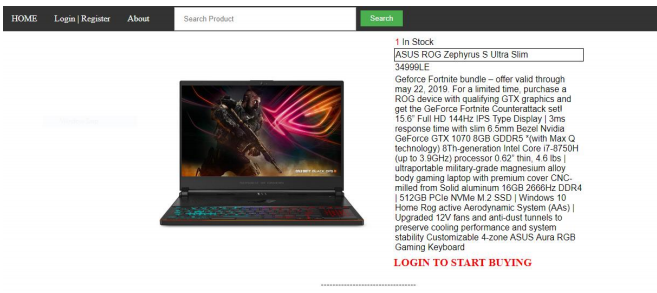 HOME Login | Register About Search Product Search
1 In Stock
ASUS ROG Zephyrus S Ultra Slim
34999LE
Geforce Fortnite bundle – offer valid through
may 22, 2019. For a limited time, purchase a
ROG device with qualifying GTX graphics and
get the GeForce Fortnite Counterattack set!
15.6" Full HD 144Hz IPS Type Display | 3ms
response time with slim 6.5mm Bezel Nvidia
GeForce GTX 1070 8GB GDDR5 *(with Max Q
technology) 8Th-generation Intel Core i7-8750H
(up to 3.9GHz) processor 0.62" thin, 4.6 lbs |
ultraportable military-grade magnesium alloy
body gaming laptop with premium cover CNC-
milled from Solid aluminum 16GB 2666Hz DDR4
| 512GB PCIe NVMe M.2 SSD | Windows 10
Home Rog active Aerodynamic System (AAs) |
Upgraded 12V fans and anti-dust tunnels to
preserve cooling performance and system
stability Customizable 4-zone ASUS Aura RGB
Gaming Keyboard
LOGIN TO START BUYING
--------------------------------